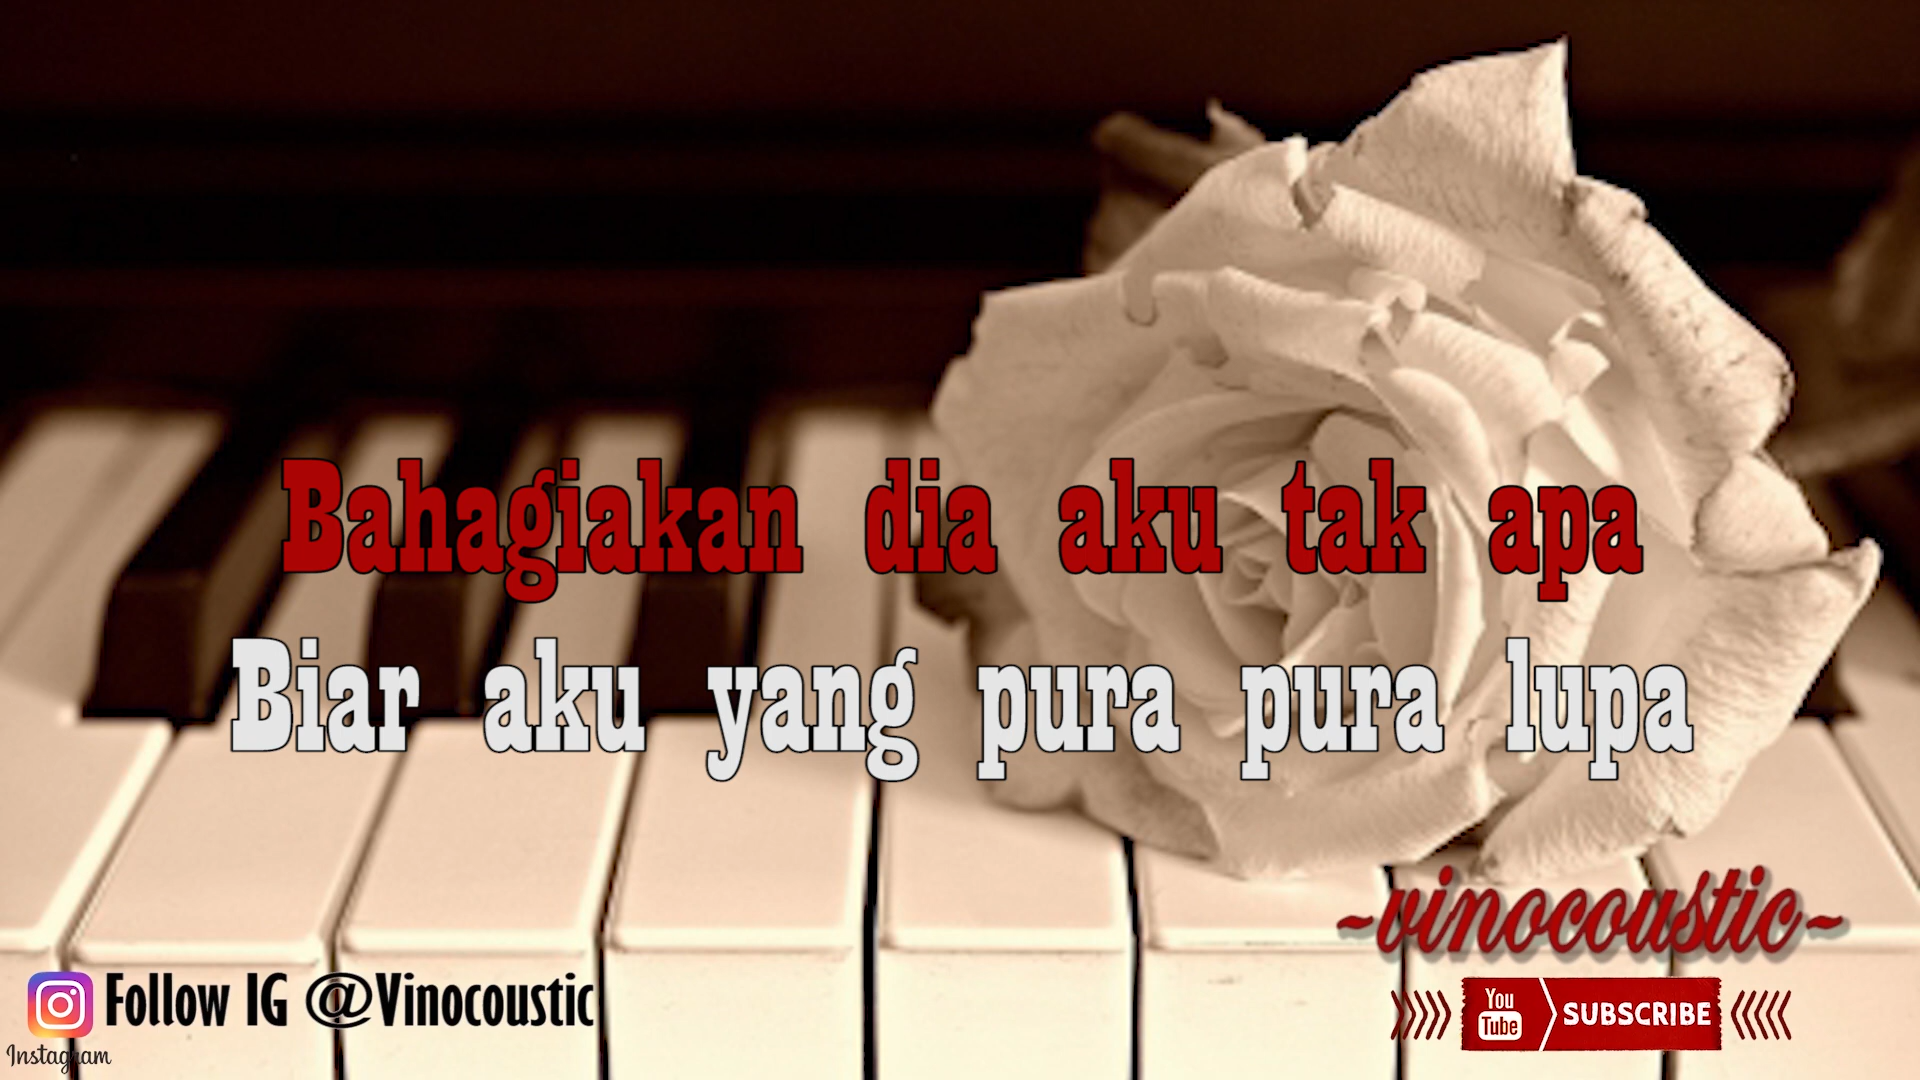 Bahagiakan dia aku tak apa
Biar aku yang pura pura lupa
~vinocoustic~
Follow IG @Vinocoustic
Instagram
You Tube SUBSCRIBE